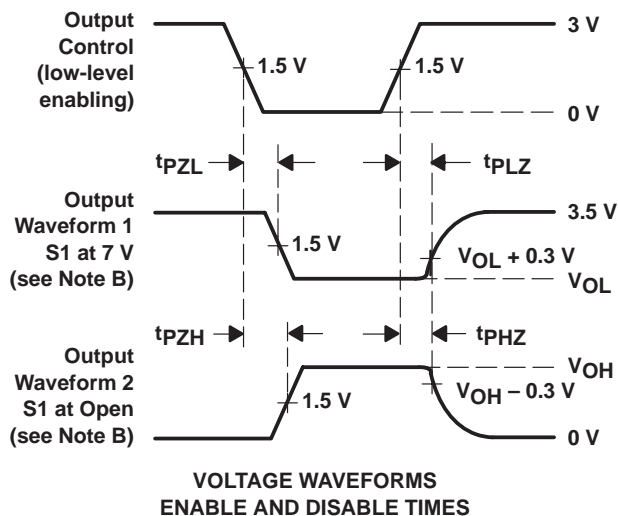 Output
Control
(low-level
enabling)
3 V
1.5 V
1.5 V
0 V
tPZL
tPLZ
Output
Waveform 1
S1 at 7 V
(see Note B)
3.5 V
1.5 V
VOL + 0.3 V
VOL
tPZH
tPHZ
Output
Waveform 2
S1 at Open
(see Note B)
VOH
VOH – 0.3 V
1.5 V
0 V
VOLTAGE WAVEFORMS
ENABLE AND DISABLE TIMES